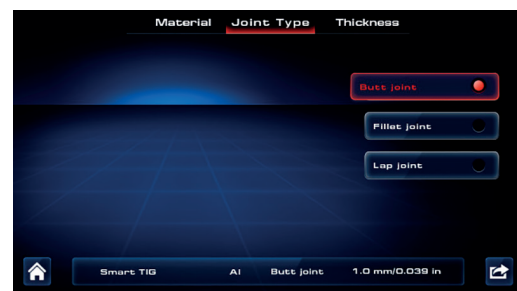 Material Joint Type Thickness
Butt joint
Fillet joint
Lap joint
Smart TIG Al Butt joint 1.0 mm/0.039 in